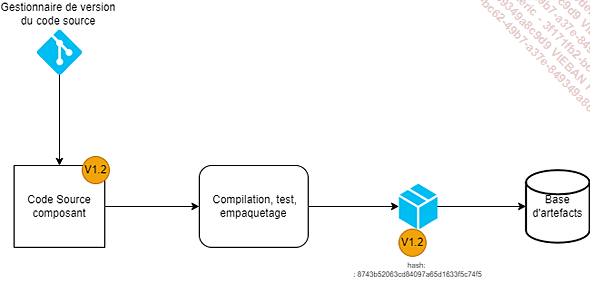 Gestionnaire de version
du code source
V1.2
Code Source
composant
Compilation, test,
empaquetage
V1.2
hash:
: 8743b52063cd84097a65d1633f5c74f5
Base
d'artefacts